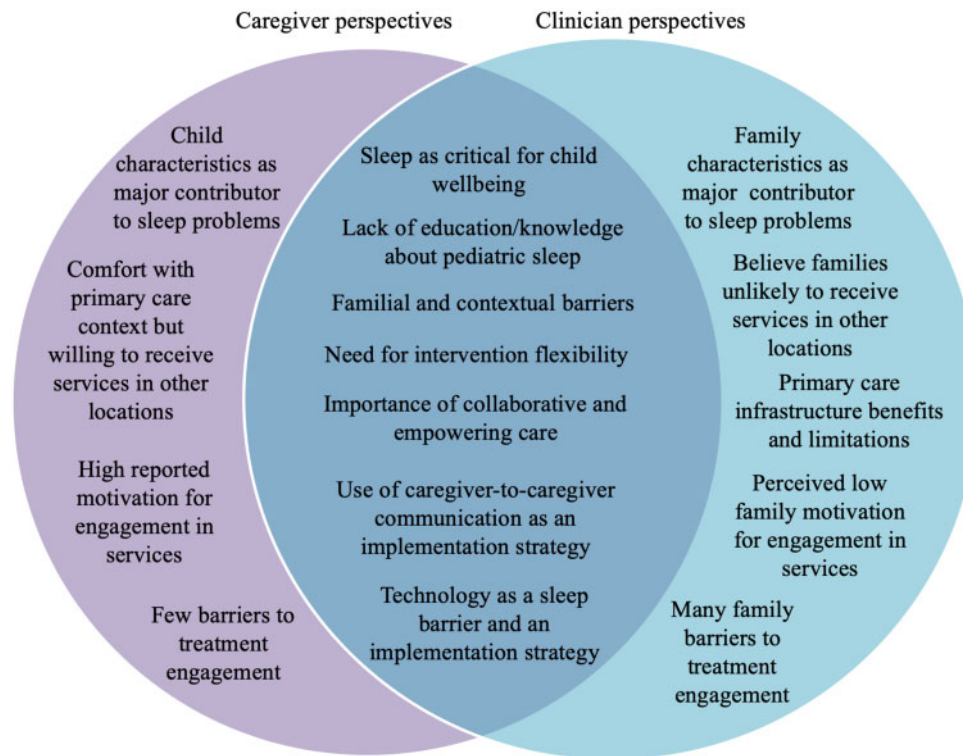 Caregiver perspectives
Clinician perspectives
Child
characteristics as
major contributor
to sleep problems
Comfort with
primary care
context but
willing to receive
services in other
locations
High reported
motivation for
engagement in
services
Few barriers to
treatment
engagement
Sleep as critical for child
wellbeing
Lack of education/knowledge
about pediatric sleep
Familial and contextual barriers
Need for intervention flexibility
Importance of collaborative and
empowering care
Use of caregiver-to-caregiver
communication as an
implementation strategy
Technology as a sleep
barrier and an
implementation strategy
Family
characteristics as
major contributor
to sleep problems
Believe families
unlikely to receive
services in other
locations
Primary care
infrastructure benefits
and limitations
Perceived low
family motivation
for engagement in
services
Many family
barriers to
treatment
engagement